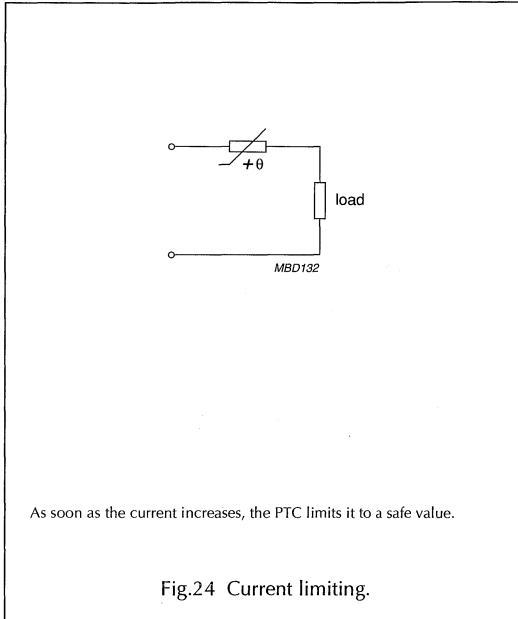 +θ
load
MBD132
As soon as the current increases, the PTC limits it to a safe value.
Fig.24 Current limiting.